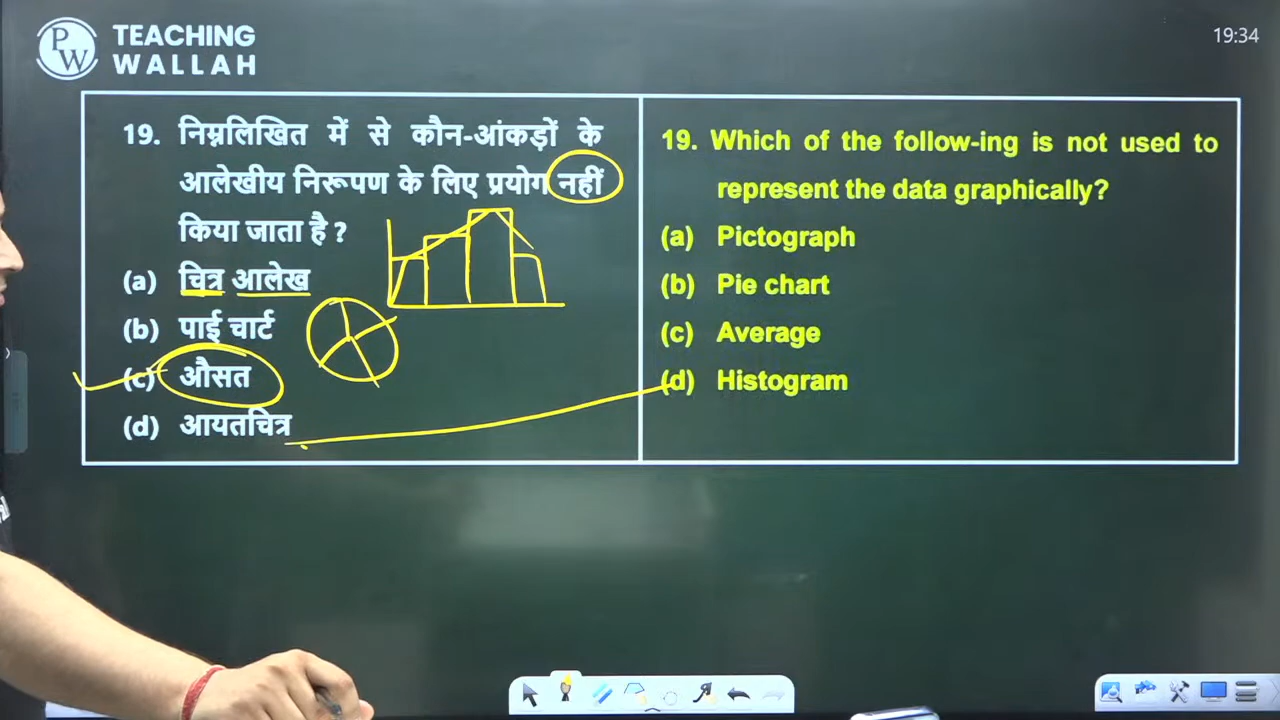 PW
TEACHING
WALLAH
19:34
19. निम्नलिखित में से कौन-आंकड़ों के
आलेखीय निरूपण के लिए प्रयोग नहीं
किया जाता है ?
(a) चित्र आलेख
(b) पाई चार्ट
(c) औसत
(d) आयतचित्र
19. Which of the follow-ing is not used to
represent the data graphically?
(a) Pictograph
(b) Pie chart
(c) Average
(d) Histogram